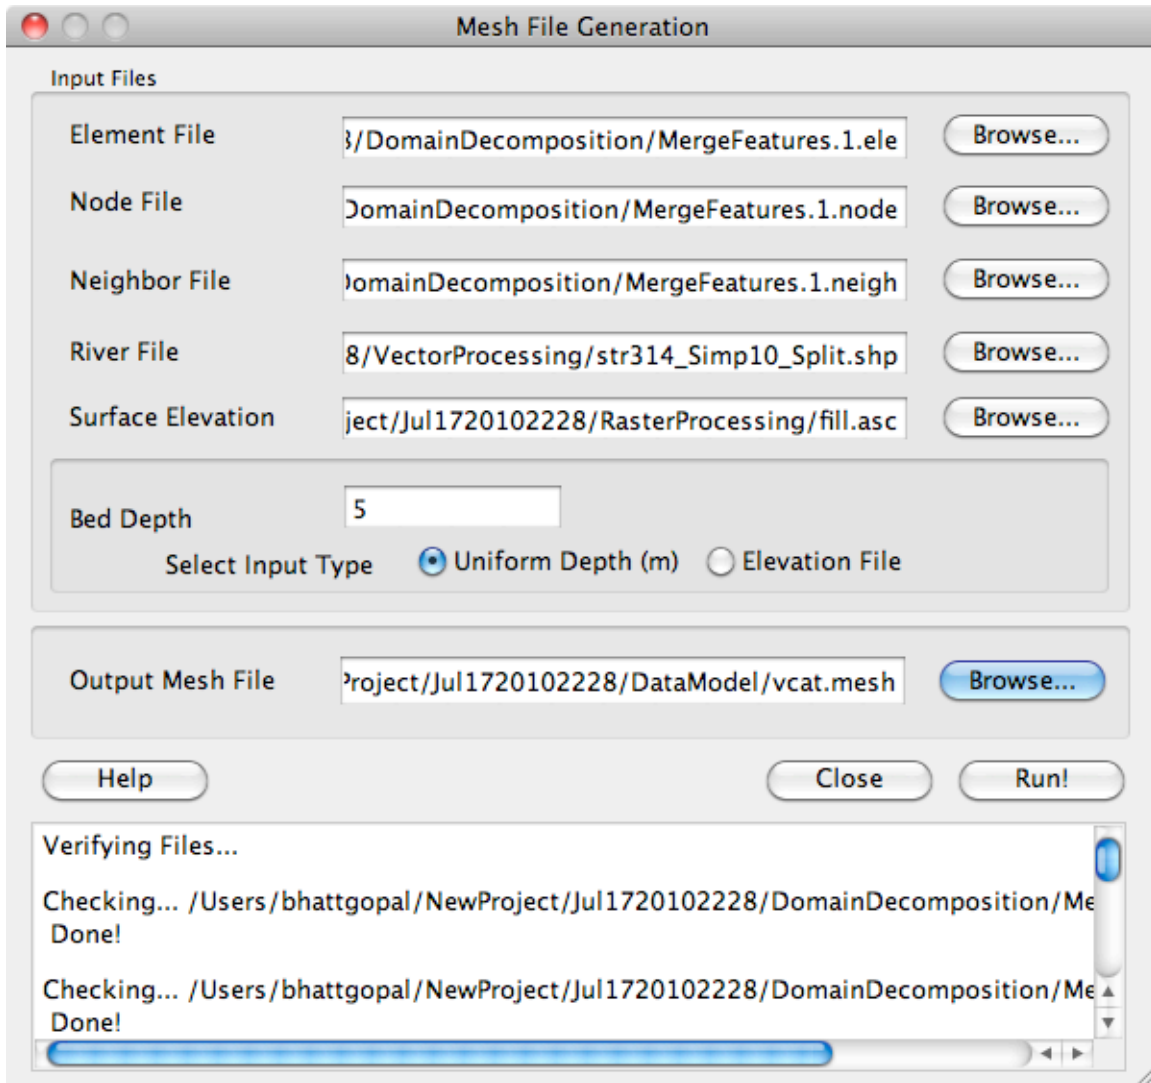 Mesh File Generation
Input Files
Element File 3/DomainDecomposition/MergeFeatures.1.ele Browse...
Node File DomainDecomposition/MergeFeatures.1.node Browse...
Neighbor File DomainDecomposition/MergeFeatures.1.neigh Browse...
River File 8/VectorProcessing/str314_Simp10_Split.shp Browse...
Surface Elevation ject/Jul1720102228/RasterProcessing/fill.asc Browse...
Bed Depth 5
Select Input Type Uniform Depth (m) Elevation File
Output Mesh File Project/Jul1720102228/DataModel/vcat.mesh Browse...
Help Close Run!
Verifying Files...
Checking... /Users/bhattgopal/NewProject/Jul1720102228/DomainDecomposition/Me
Done!
Checking... /Users/bhattgopal/NewProject/Jul1720102228/DomainDecomposition/Me
Done!